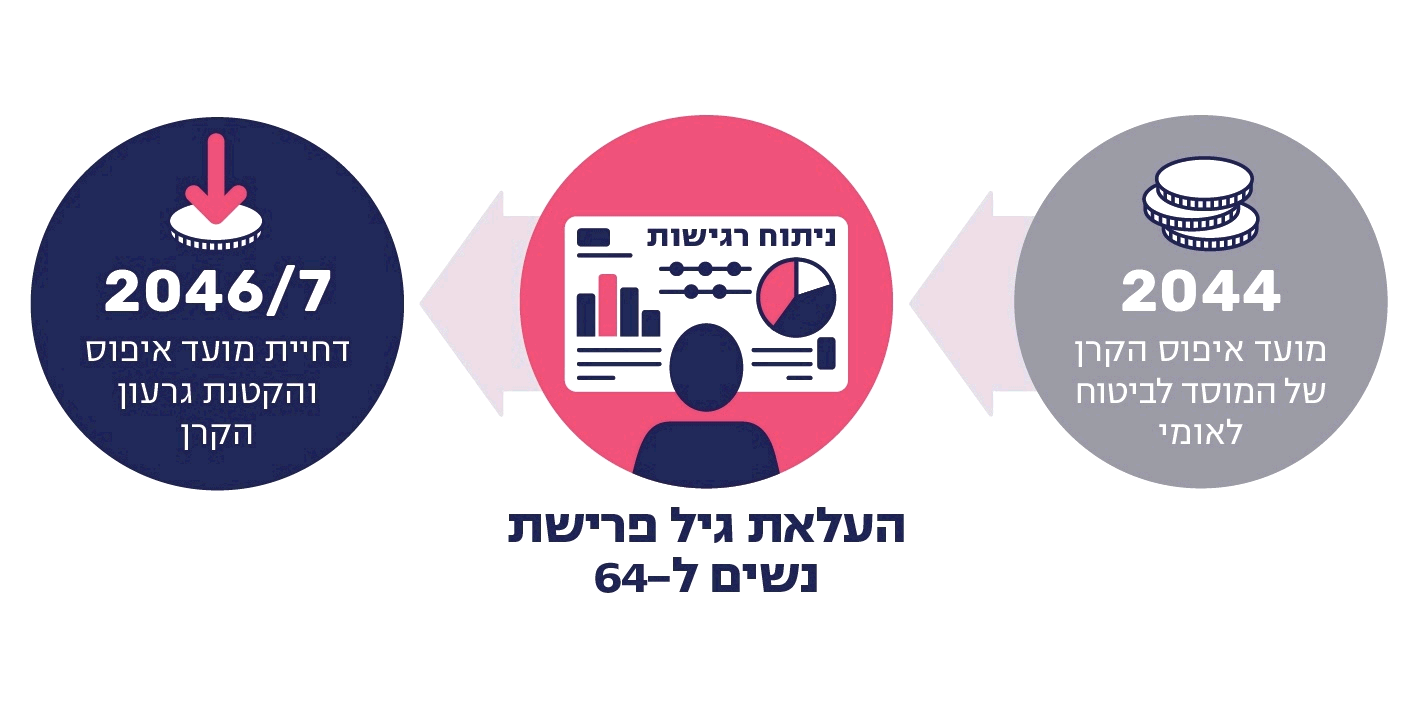 2044
מועד איפוס הקרן
של המוסד לביטוח
לאומי
ניתוח רגישות
העלאת גיל פרישת
נשים ל-64
2046/7
דחיית מועד איפוס
והקטנת גרעון
הקרן